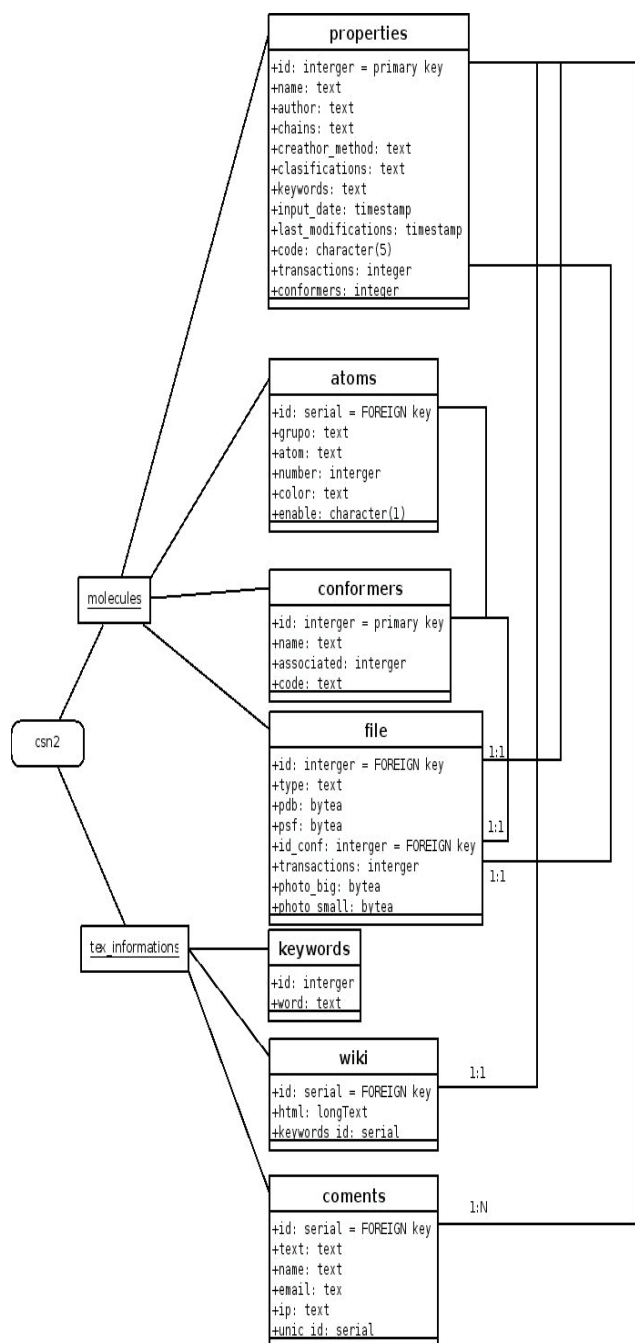 properties
+id: interger = primary key
+name: text
+author: text
+chains: text
+creathor_method: text
+clasifications: text
+keywords: text
+input_date: timestamp
+last_modifications: timestamp
+code: character(5)
+transactions: integer
+conformers: integer
atoms
+id: serial = FOREIGN key
+grupo: text
+atom: text
+number: interger
+color: text
+enable: character(1)
molecules
conformers
+id: interger = primary key
+name: text
+associated: interger
+code: text
csn2
file
+id: interger = FOREIGN key
+type: text
+pdb: bytea
+psf: bytea
+id_conf: interger = FOREIGN key
+transactions: interger
+photo_big: bytea
+photo_small: bytea
1:1
1:1
1:1
tex_informations
keywords
+id: interger
+word: text
wiki
+id: serial = FOREIGN key
+html: longText
+keywords_id: serial
1:1
coments
+id: serial = FOREIGN key
+text: text
+name: text
+email: tex
+ip: text
+unic_id: serial
1:N